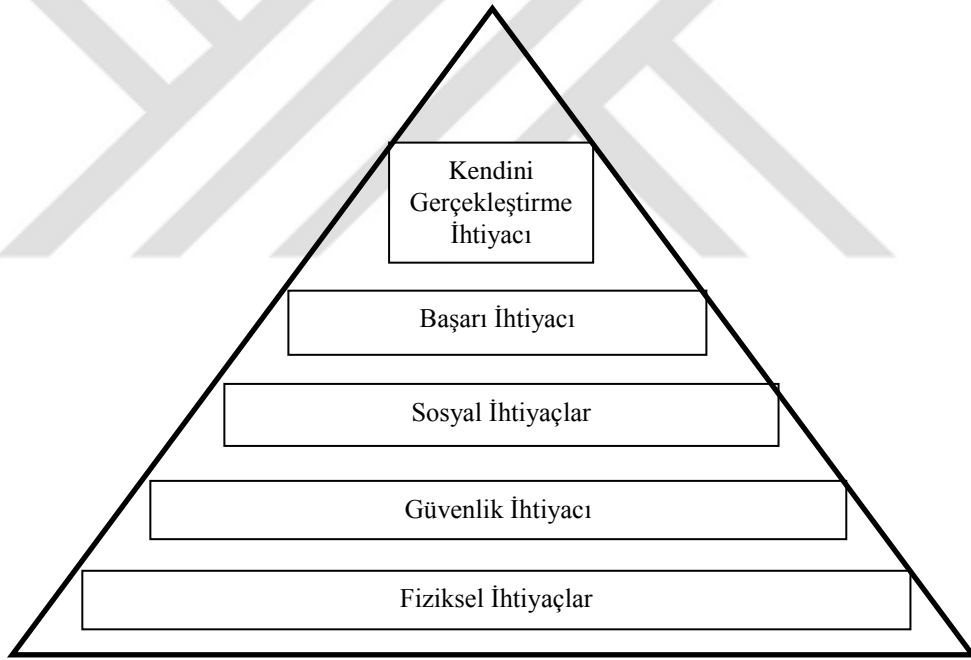 Kendini
Gerçekleştirme
İhtiyacı
Başarı İhtiyacı
Sosyal İhtiyaçlar
Güvenlik İhtiyacı
Fiziksel İhtiyaçlar